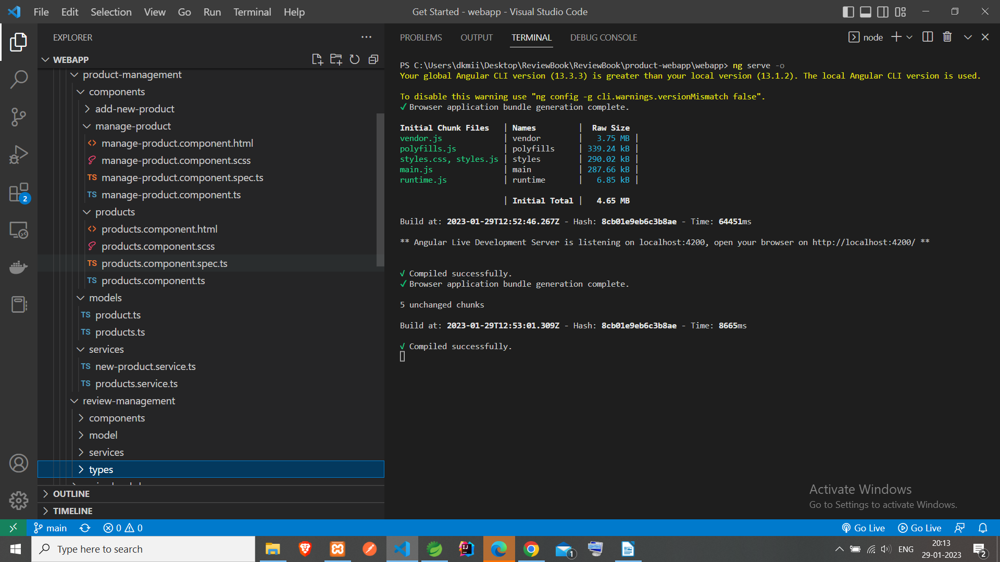 File Edit Selection View Go Run Terminal Help
Get Started - webapp - Visual Studio Code
EXPLORER
WEBAPP
product-management
components
add-new-product
manage-product
manage-product.component.html
manage-product.component.scss
TS manage-product.component.spec.ts
TS manage-product.component.ts
products
products.component.html
products.component.scss
TS products.component.spec.ts
TS products.component.ts
models
TS product.ts
TS products.ts
services
TS new-product.service.ts
TS products.service.ts
review-management
components
model
services
types
OUTLINE
TIMELINE
2
PROBLEMS OUTPUT TERMINAL DEBUG CONSOLE
node
PS C:\Users\dkmii\Desktop\ReviewBook\ReviewBook\product-webapp\webapp> ng serve -o
Your global Angular CLI version (13.3.3) is greater than your local version (13.1.2). The local Angular CLI version is used.
To disable this warning use "ng config -g cli.warnings.versionMismatch false".
✓ Browser application bundle generation complete.
Initial Chunk Files | Names | Raw Size
vendor.js | vendor | 3.75 MB |
polyfills.js | polyfills | 339.24 kB |
styles.css, styles.js | styles | 290.02 kB |
main.js | main | 287.66 kB |
runtime.js | runtime | 6.85 kB |
| Initial Total | 4.65 MB
Build at: 2023-01-29T12:52:46.267Z - Hash: 8cb01e9eb6c3b8ae - Time: 64451ms
** Angular Live Development Server is listening on localhost:4200, open your browser on http://localhost:4200/ **
√ Compiled successfully.
✓ Browser application bundle generation complete.
5 unchanged chunks
Build at: 2023-01-29T12:53:01.309Z - Hash: 8cb01e9eb6c3b8ae - Time: 8665ms
√ Compiled successfully.
Activate Windows
Go to Settings to activate Windows.
main 0 0
Go Live Go Live
Type here to search
1
ENG
20:13
29-01-2023
2